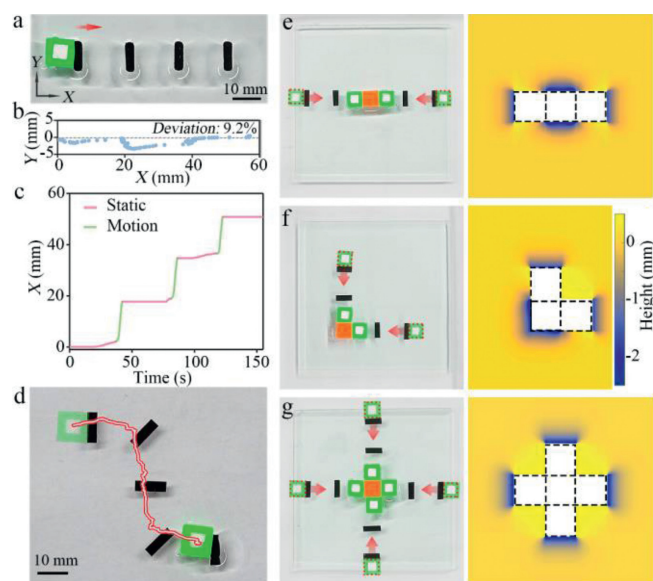 a
Y
X
10 mm
b
Y (mm)
5
0
-5
Deviation: 9.2%
0
20
40
60
X (mm)
c
X (mm)
60
40
20
0
Static
Motion
0
50
100
150
Time (s)
d
10 mm
e
f
0
-1
-2
Height (mm)
g